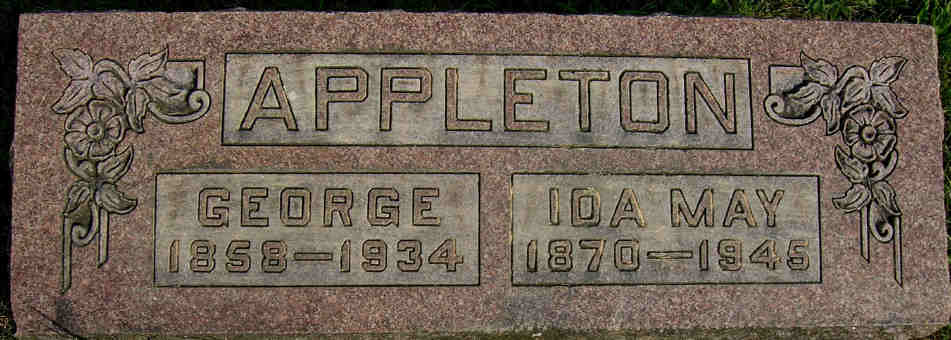 APPLETON
GEORGE
1858–1934
IDA MAY
1870–1945